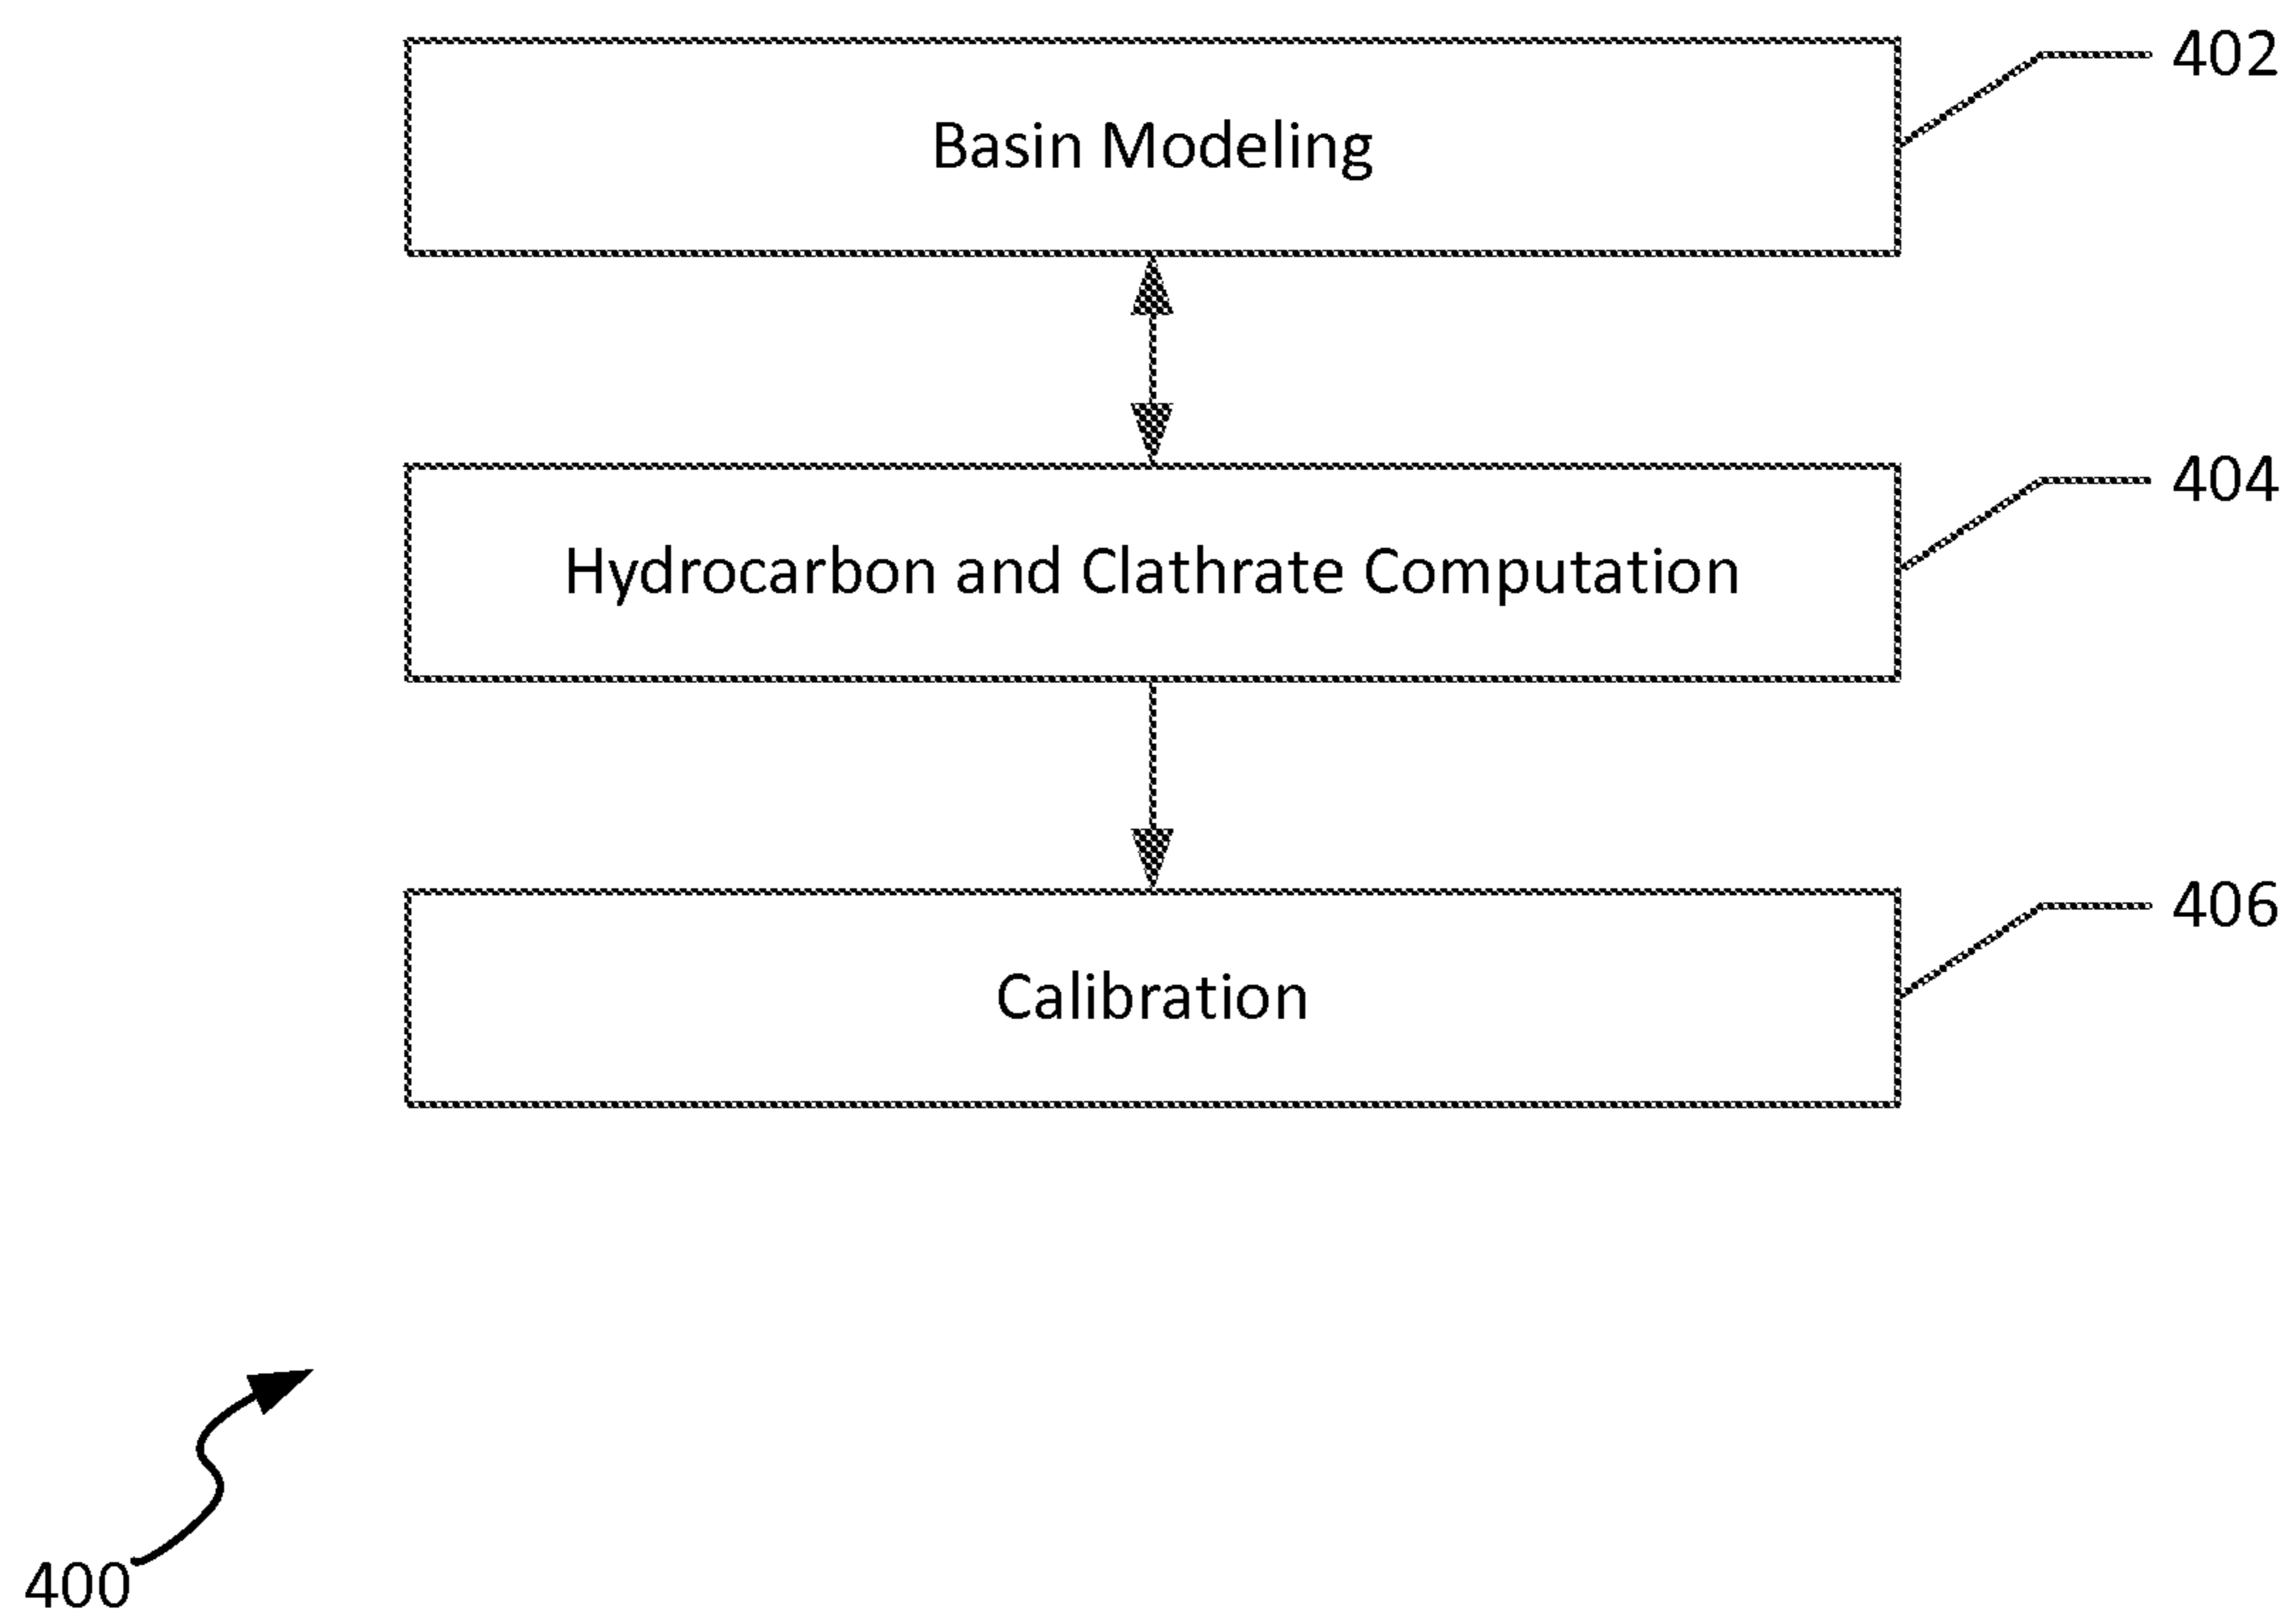 402
Basin Modeling
404
Hydrocarbon and Clathrate Computation
406
Calibration
400